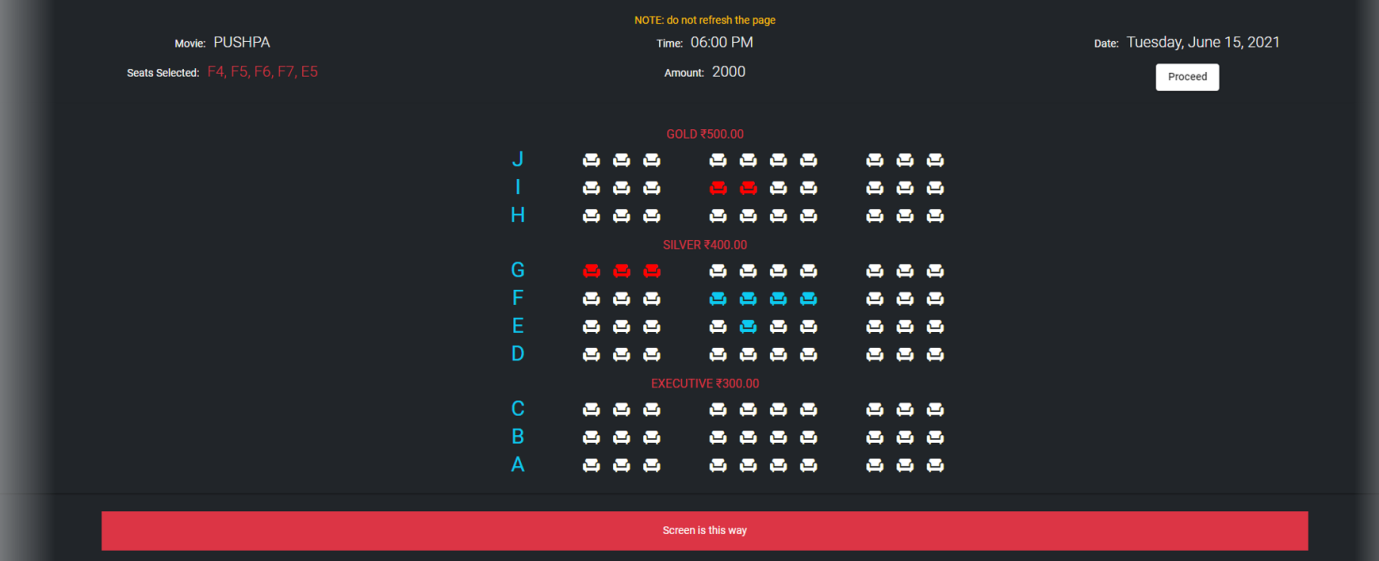 NOTE: do not refresh the page
Movie: PUSHPA Time: 06:00 PM Date: Tuesday, June 15, 2021
Seats Selected: F4, F5, F6, F7, E5 Amount: 2000 Proceed
GOLD ₹500.00
J
I
H
SILVER ₹400.00
G
F
E
D
EXECUTIVE ₹300.00
C
B
A
Screen is this way